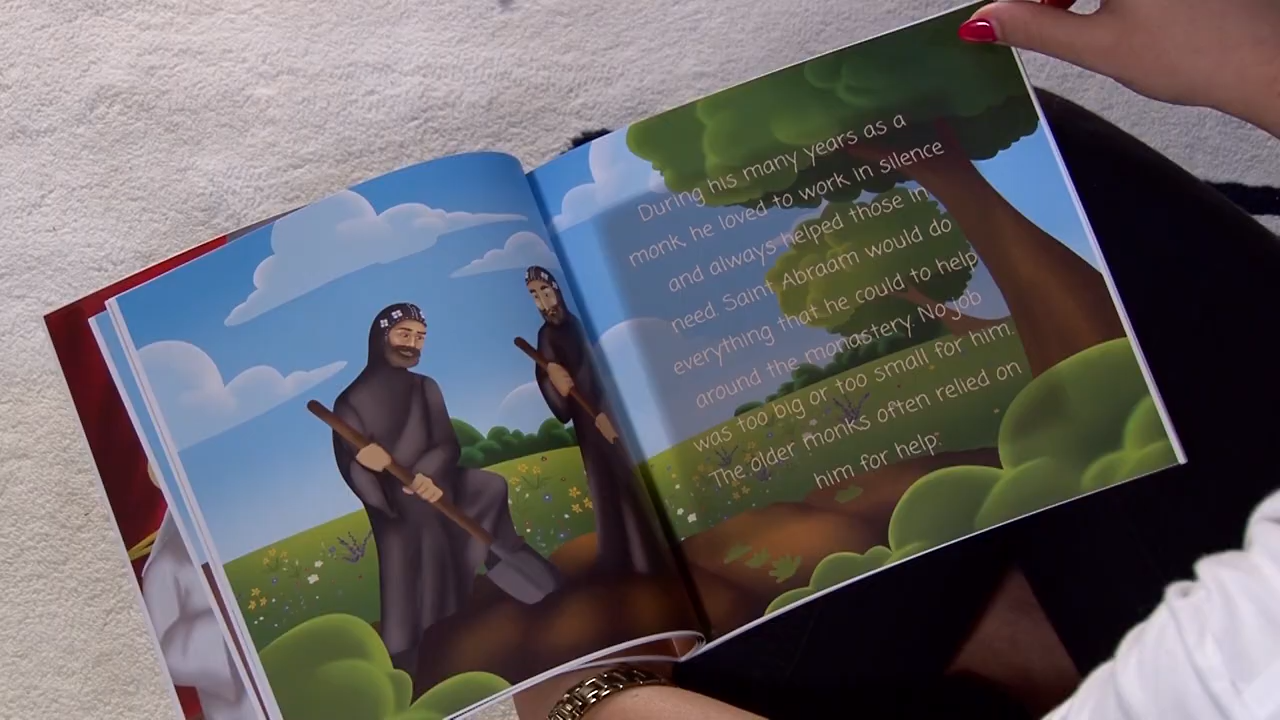 During his many years as a
monk, he loved to work in silence
and always helped those in
need. Saint Abraam would do
everything that he could to help
around the monastery. No job
was too big or too small for him.
The older monks often relied on
him for help.